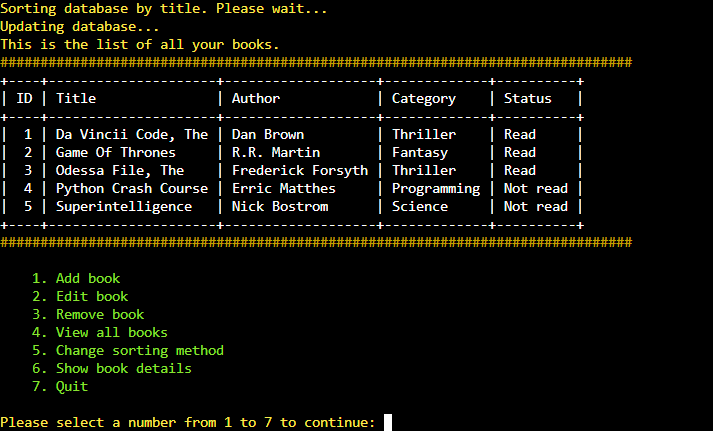 Sorting database by title. Please wait...
Updating database...
This is the list of all your books.
###############################################################################
+----+--------------------+-------------------+-------------+----------+
| ID | Title              | Author            | Category    | Status   |
+----+--------------------+-------------------+-------------+----------+
|  1 | Da Vincii Code, The | Dan Brown         | Thriller    | Read     |
|  2 | Game Of Thrones    | R.R. Martin       | Fantasy     | Read     |
|  3 | Odessa File, The   | Frederick Forsyth | Thriller    | Read     |
|  4 | Python Crash Course | Erric Matthes     | Programming | Not read |
|  5 | Superintelligence  | Nick Bostrom      | Science     | Not read |
+----+--------------------+-------------------+-------------+----------+
###############################################################################
1. Add book
2. Edit book
3. Remove book
4. View all books
5. Change sorting method
6. Show book details
7. Quit
Please select a number from 1 to 7 to continue: